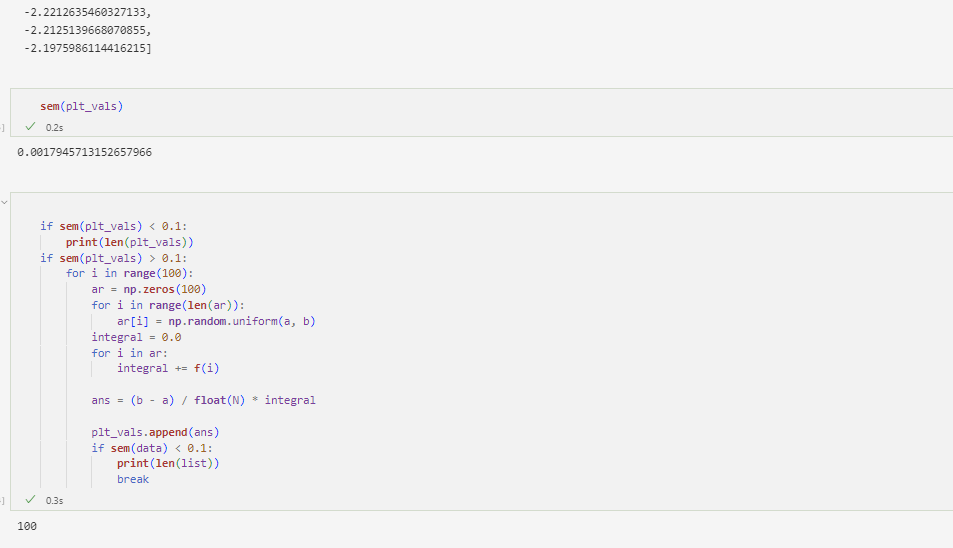 -2.2212635460327133,
-2.2125139668070855,
-2.1975986114416215]
sem(plt_vals)
]
✓ 0.2s
0.0017945713152657966
if sem(plt_vals) < 0.1:
    print(len(plt_vals))
if sem(plt_vals) > 0.1:
    for i in range(100):
        ar = np.zeros(100)
        for i in range(len(ar)):
            ar[i] = np.random.uniform(a, b)
        integral = 0.0
        for i in ar:
            integral += f(i)
        ans = (b - a) / float(N) * integral
        plt_vals.append(ans)
        if sem(data) < 0.1:
            print(len(list))
            break
]
✓ 0.3s
100